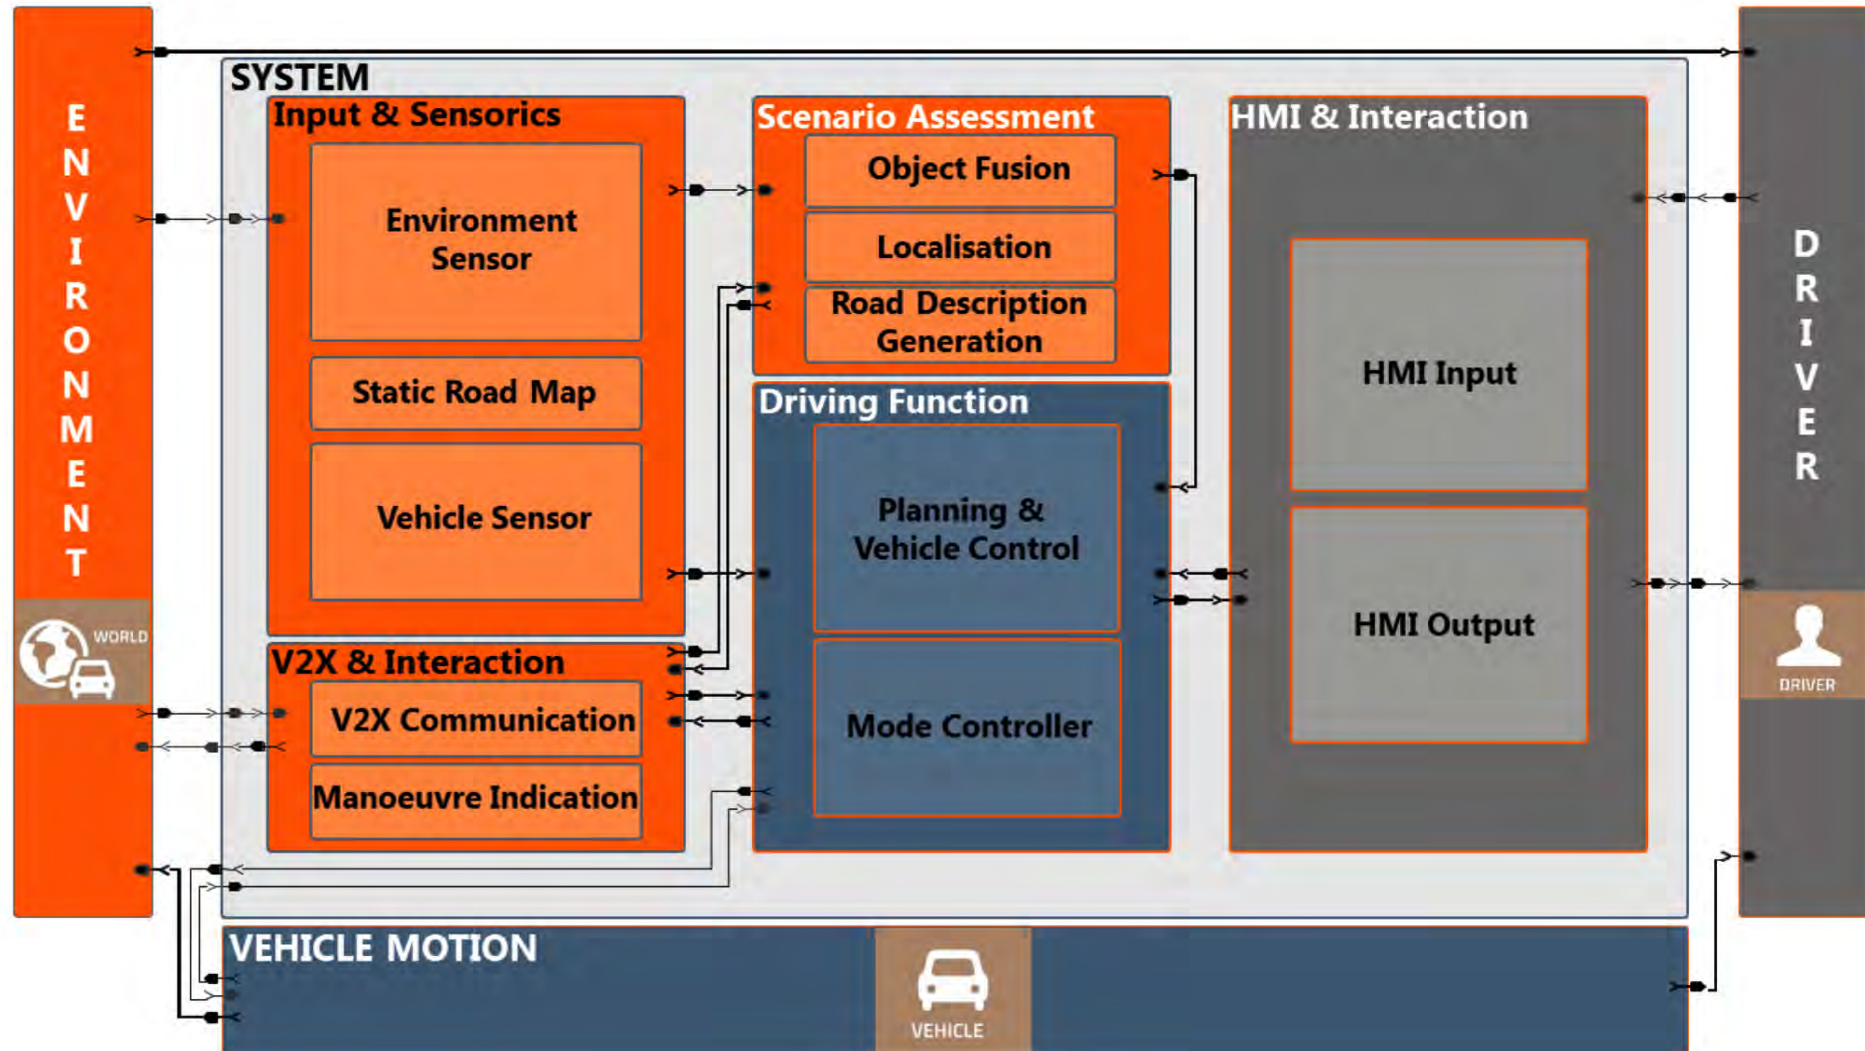 ENVIRONMENT
WORLD
SYSTEM
Input & Sensorics
Environment
Sensor
Static Road Map
Vehicle Sensor
V2X & Interaction
V2X Communication
Manoeuvre Indication
Scenario Assessment
Object Fusion
Localisation
Road Description
Generation
Driving Function
Planning &
Vehicle Control
Mode Controller
HMI & Interaction
HMI Input
HMI Output
DRIVER
DRIVER
VEHICLE MOTION
VEHICLE